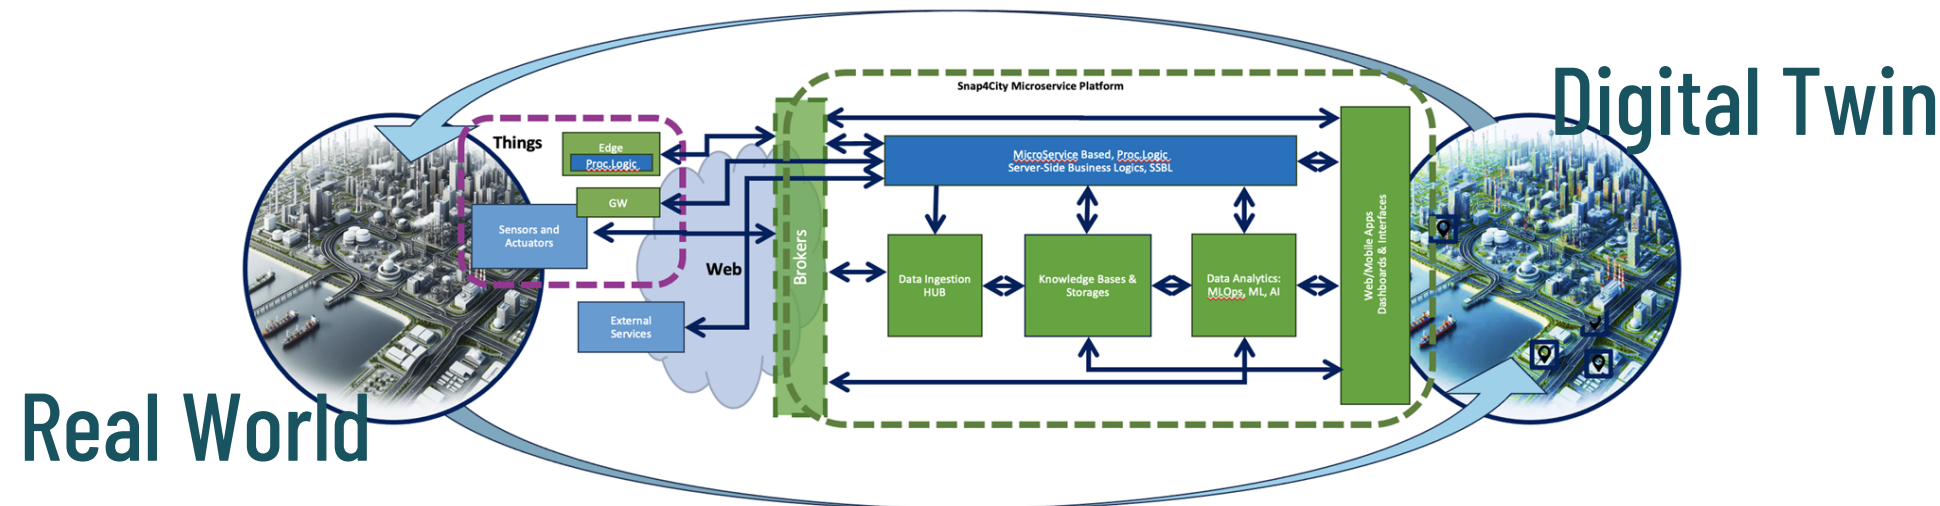 Digital Twin
Snap4City Microservice Platform
Things
Edge
Proc.Logic
GW
Sensors and
Actuators
External
Services
Web
Brokers
MicroService Based, Proc.Logic
Server-Side Business Logics, SSBL
Data Ingestion
HUB
Knowledge Bases &
Storages
Data Analytics:
MLOps, ML, AI
Web/Mobile Apps
Dashboards & Interfaces
Real World